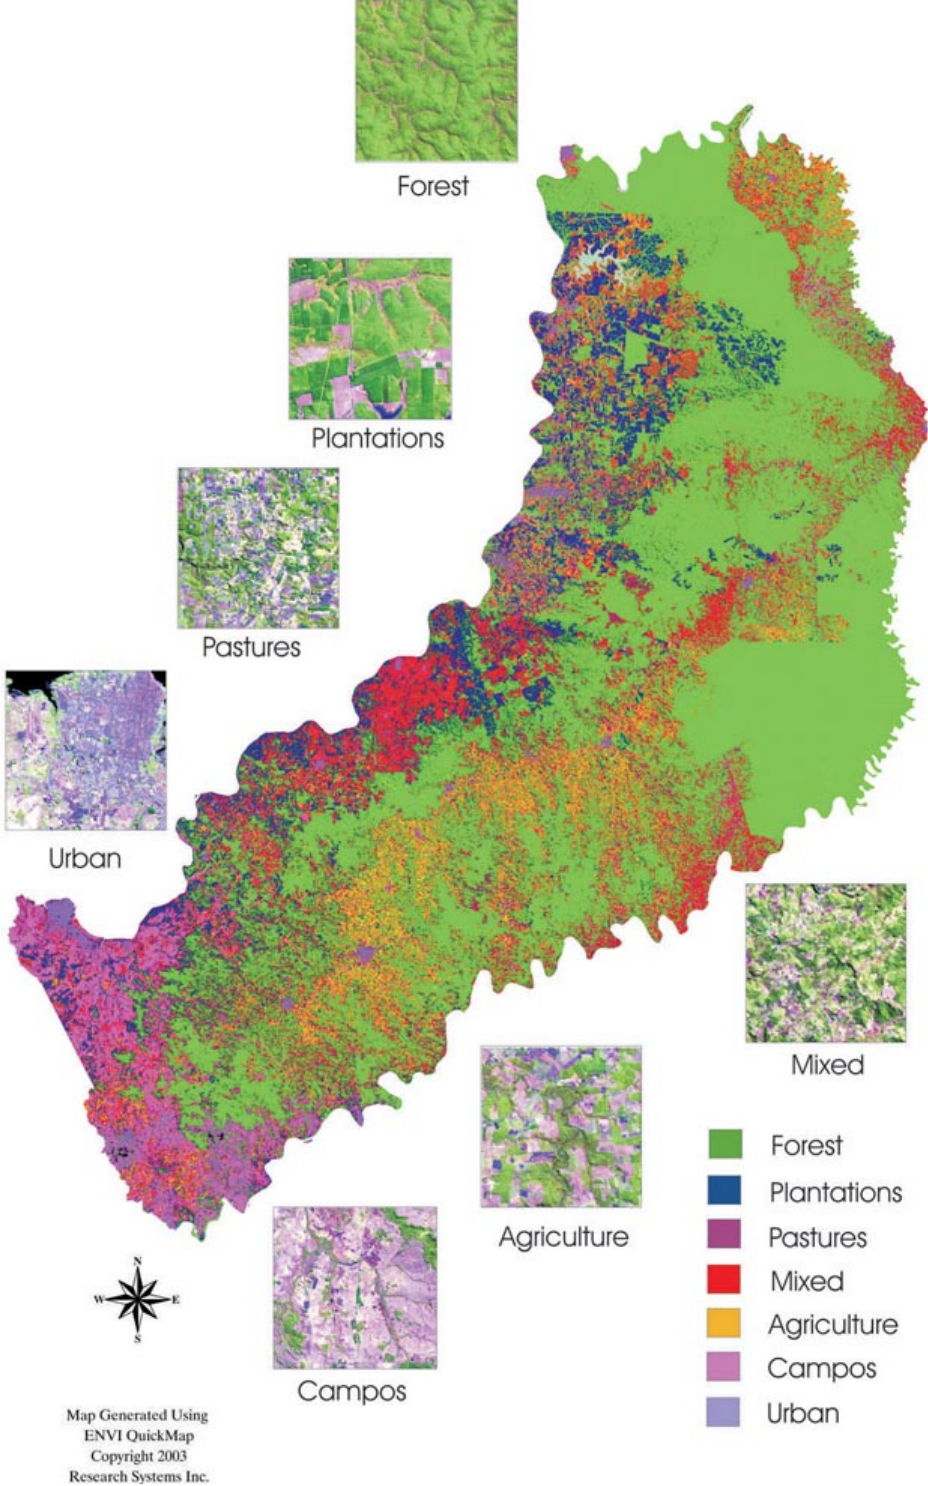 Forest
Plantations
Pastures
Urban
Mixed
Agriculture
Campos
Forest
Plantations
Pastures
Mixed
Agriculture
Campos
Urban
N
W E
S
Map Generated Using
ENVI QuickMap
Copyright 2003
Research Systems Inc.